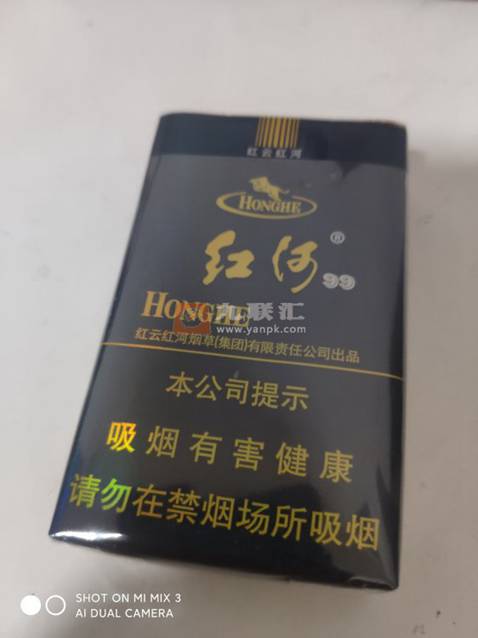 红云红河
HONGHE
红河®
99
HONGHE
九联汇
www.yanpk.com
红云红河烟草(集团)有限责任公司出品
本公司提示
吸烟有害健康
请勿在禁烟场所吸烟
SHOT ON MI MIX 3
AI DUAL CAMERA